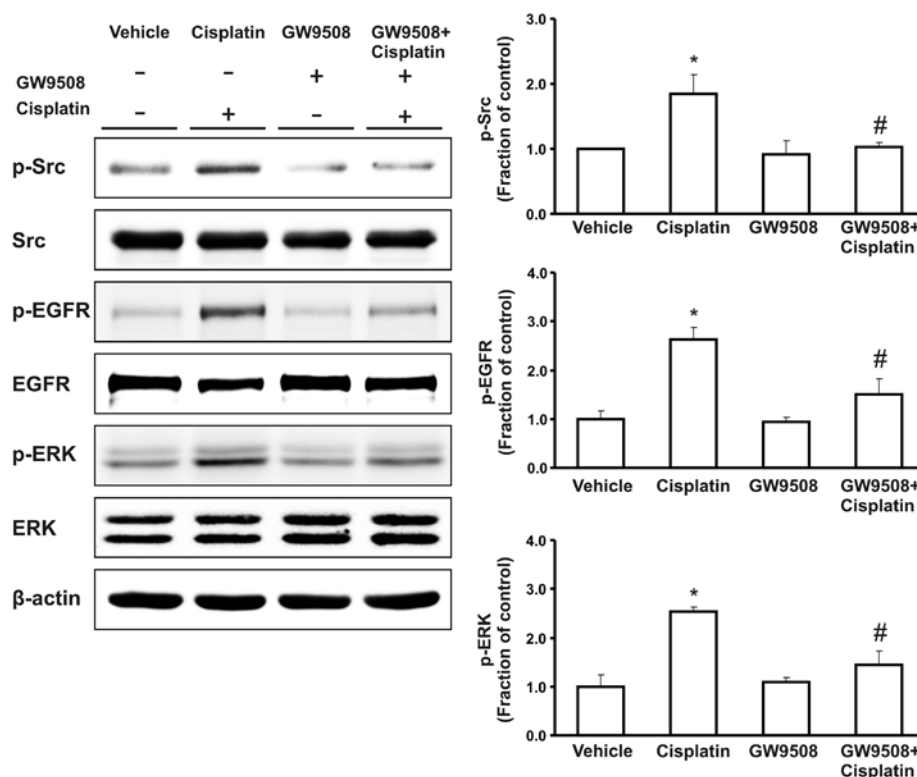 Vehicle Cisplatin GW9508 GW9508+
Cisplatin
GW9508 – – + +
Cisplatin – + – +
p-Src
Src
p-EGFR
EGFR
p-ERK
ERK
β-actin
p-Src
(Fraction of control)
3.0
2.0
1.0
0.0
*
#
Vehicle Cisplatin GW9508 GW9508+
Cisplatin
p-EGFR
(Fraction of control)
4.0
3.0
2.0
1.0
0.0
*
#
Vehicle Cisplatin GW9508 GW9508+
Cisplatin
p-ERK
(Fraction of control)
4.0
3.0
2.0
1.0
0.0
*
#
Vehicle Cisplatin GW9508 GW9508+
Cisplatin